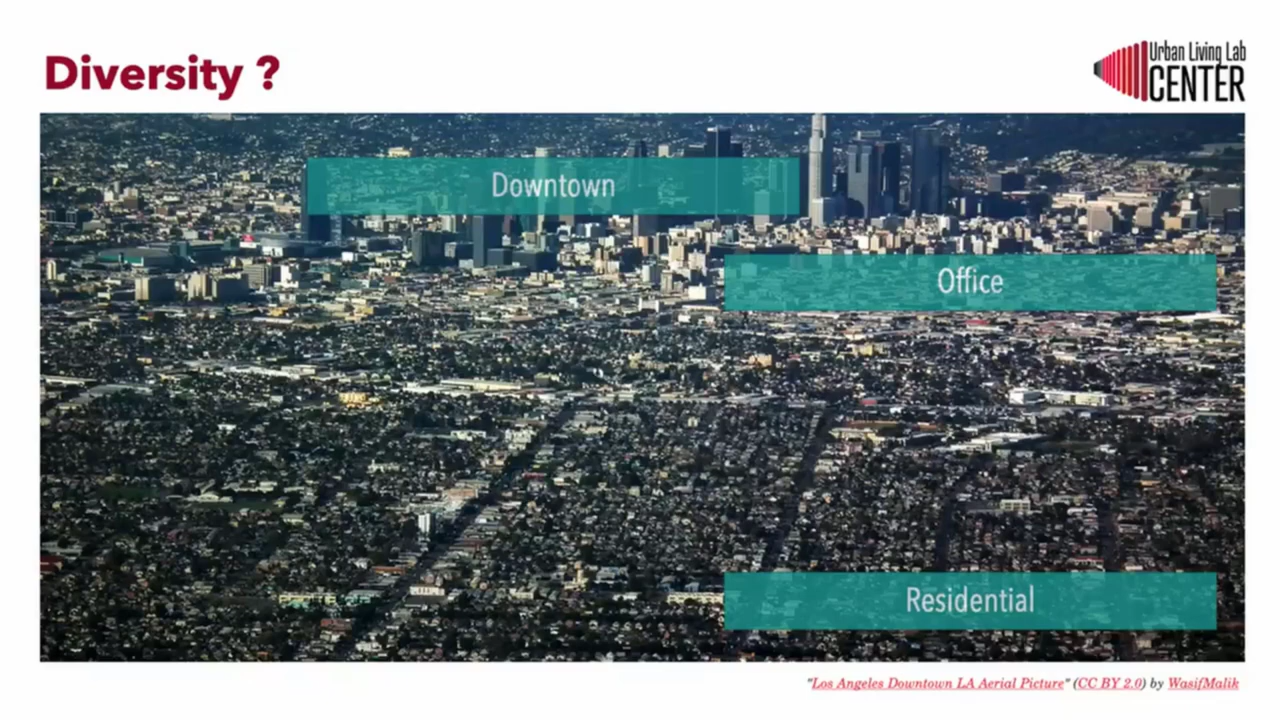 Diversity ?
Urban Living Lab
CENTER
Downtown
Office
Residential
"Los Angeles Downtown LA Aerial Picture" (CC BY 2.0) by WasifMalik